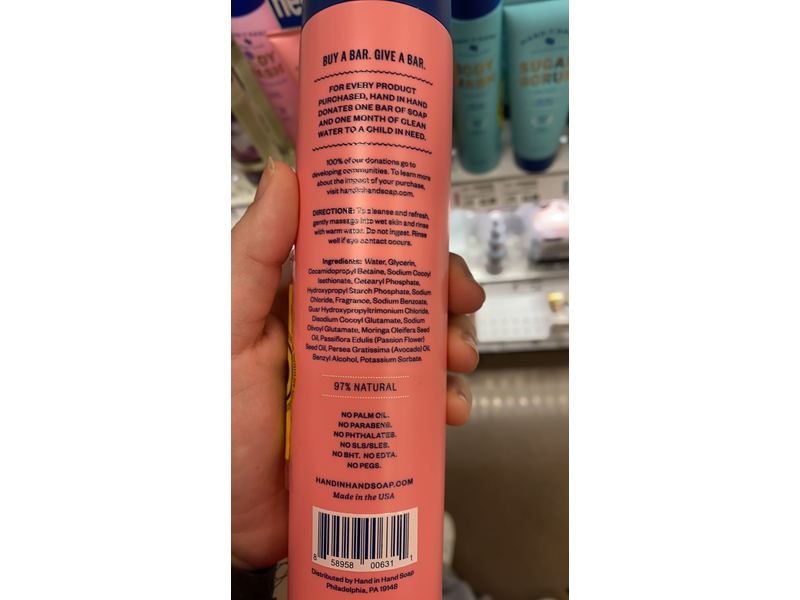 BUY A BAR. GIVE A BAR.
FOR EVERY PRODUCT
PURCHASED, HAND IN HAND
DONATES ONE BAR OF SOAP
AND ONE MONTH OF CLEAN
WATER TO A CHILD IN NEED.
100% of our donations go to
developing communities. To learn more
about the impact of your purchase,
visit handinhandsoap.com.
DIRECTIONS: To cleanse and refresh,
gently massage into wet skin and rinse
with warm water. Do not ingest. Rinse
well if eye contact occurs.
Ingredients: Water, Glycerin,
Cocamidopropyl Betaine, Sodium Cocoyl
Isethionate, Cetearyl Phosphate,
Hydroxypropyl Starch Phosphate, Sodium
Chloride, Fragrance, Sodium Benzoate,
Guar Hydroxypropyltrimonium Chloride,
Disodium Cocoyl Glutamate, Sodium
Olivoyl Glutamate, Moringa Oleifera Seed
Oil, Passiflora Edulis (Passion Flower)
Seed Oil, Persea Gratissima (Avocado) Oil,
Benzyl Alcohol, Potassium Sorbate.
97% NATURAL
NO PALM OIL.
NO PARABENS.
NO PHTHALATES.
NO SLS/SLES.
NO BHT. NO EDTA.
NO PEGS.
HANDINHANDSOAP.COM
Made in the USA
8 58958 00631 1
Distributed by Hand in Hand Soap
Philadelphia, PA 19148
BODY
WASH
SUGAR
SCRUB